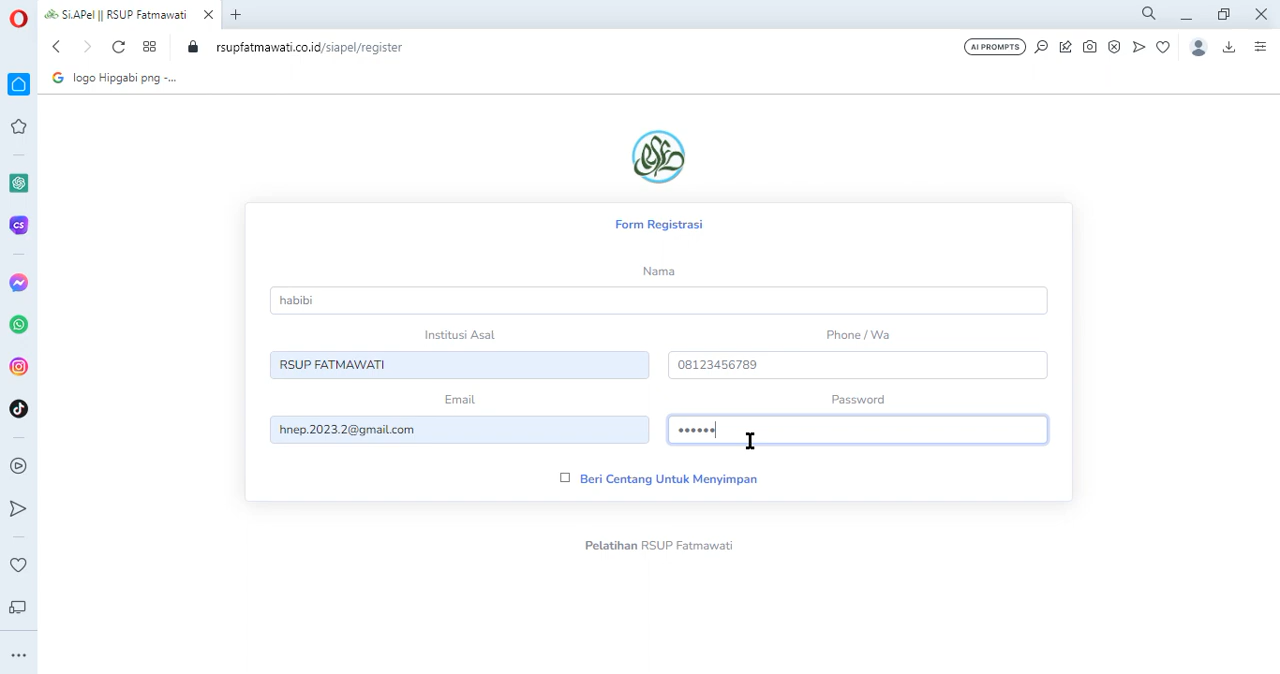 Si.APel || RSUP Fatmawati
rsupfatmawati.co.id/siapel/register
AI PROMPTS
logo Hipgabi png -...
CS
Form Registrasi
Nama
habibi
Institusi Asal
Phone / Wa
RSUP FATMAWATI
08123456789
Email
Password
hnep.2023.2@gmail.com
••••••
Beri Centang Untuk Menyimpan
Pelatihan RSUP Fatmawati